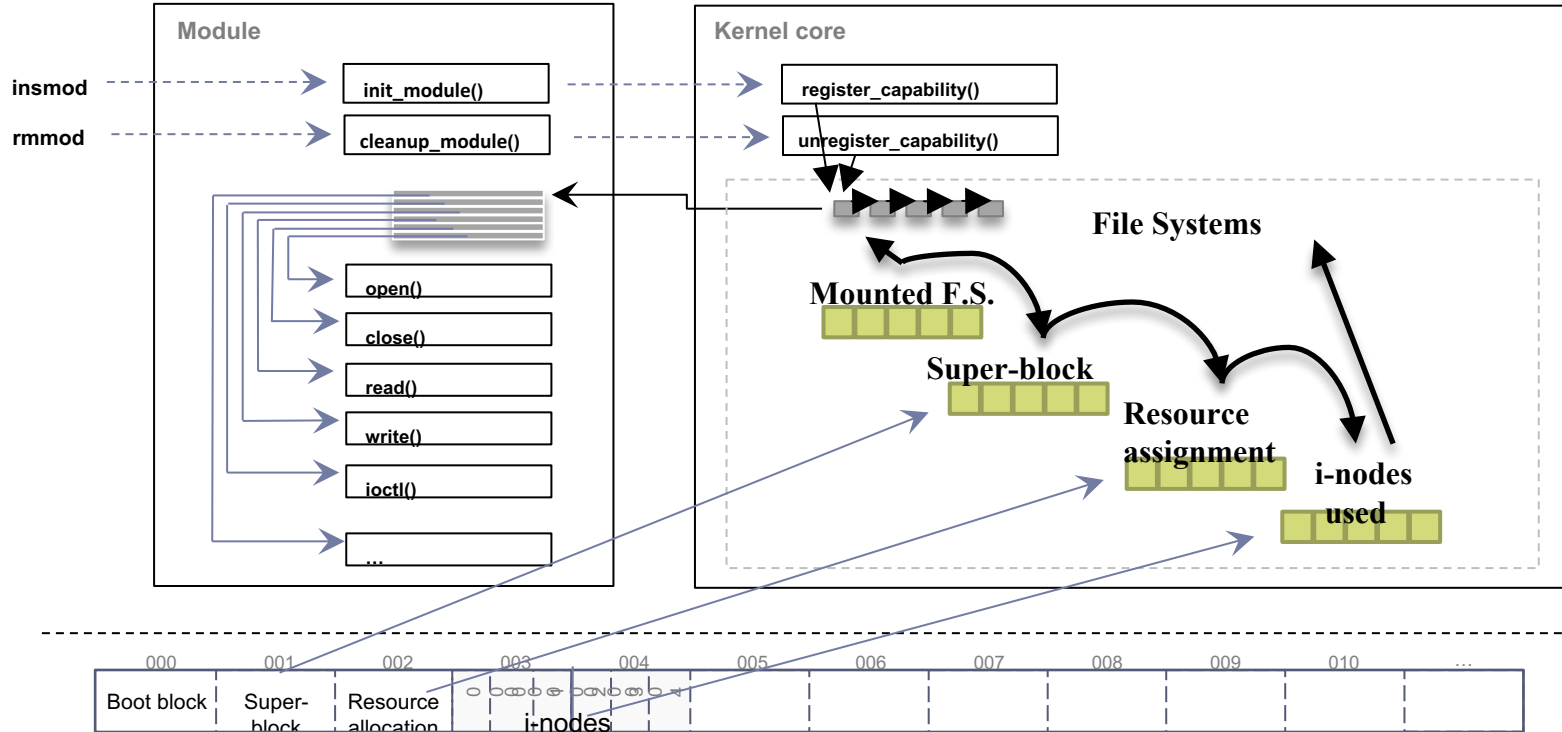 Module
Kernel core
insmod
init_module()
register_capability()
rmmod
cleanup_module()
unregister_capability()
File Systems
Mounted F.S.
open()
close()
read()
write()
ioctl()
...
Super-block
Resource
assignment
i-nodes
used
000 001 002 003 004 005 006 007 008 009 010 ...
Boot block
Super-
block
Resource
allocation
i-nodes